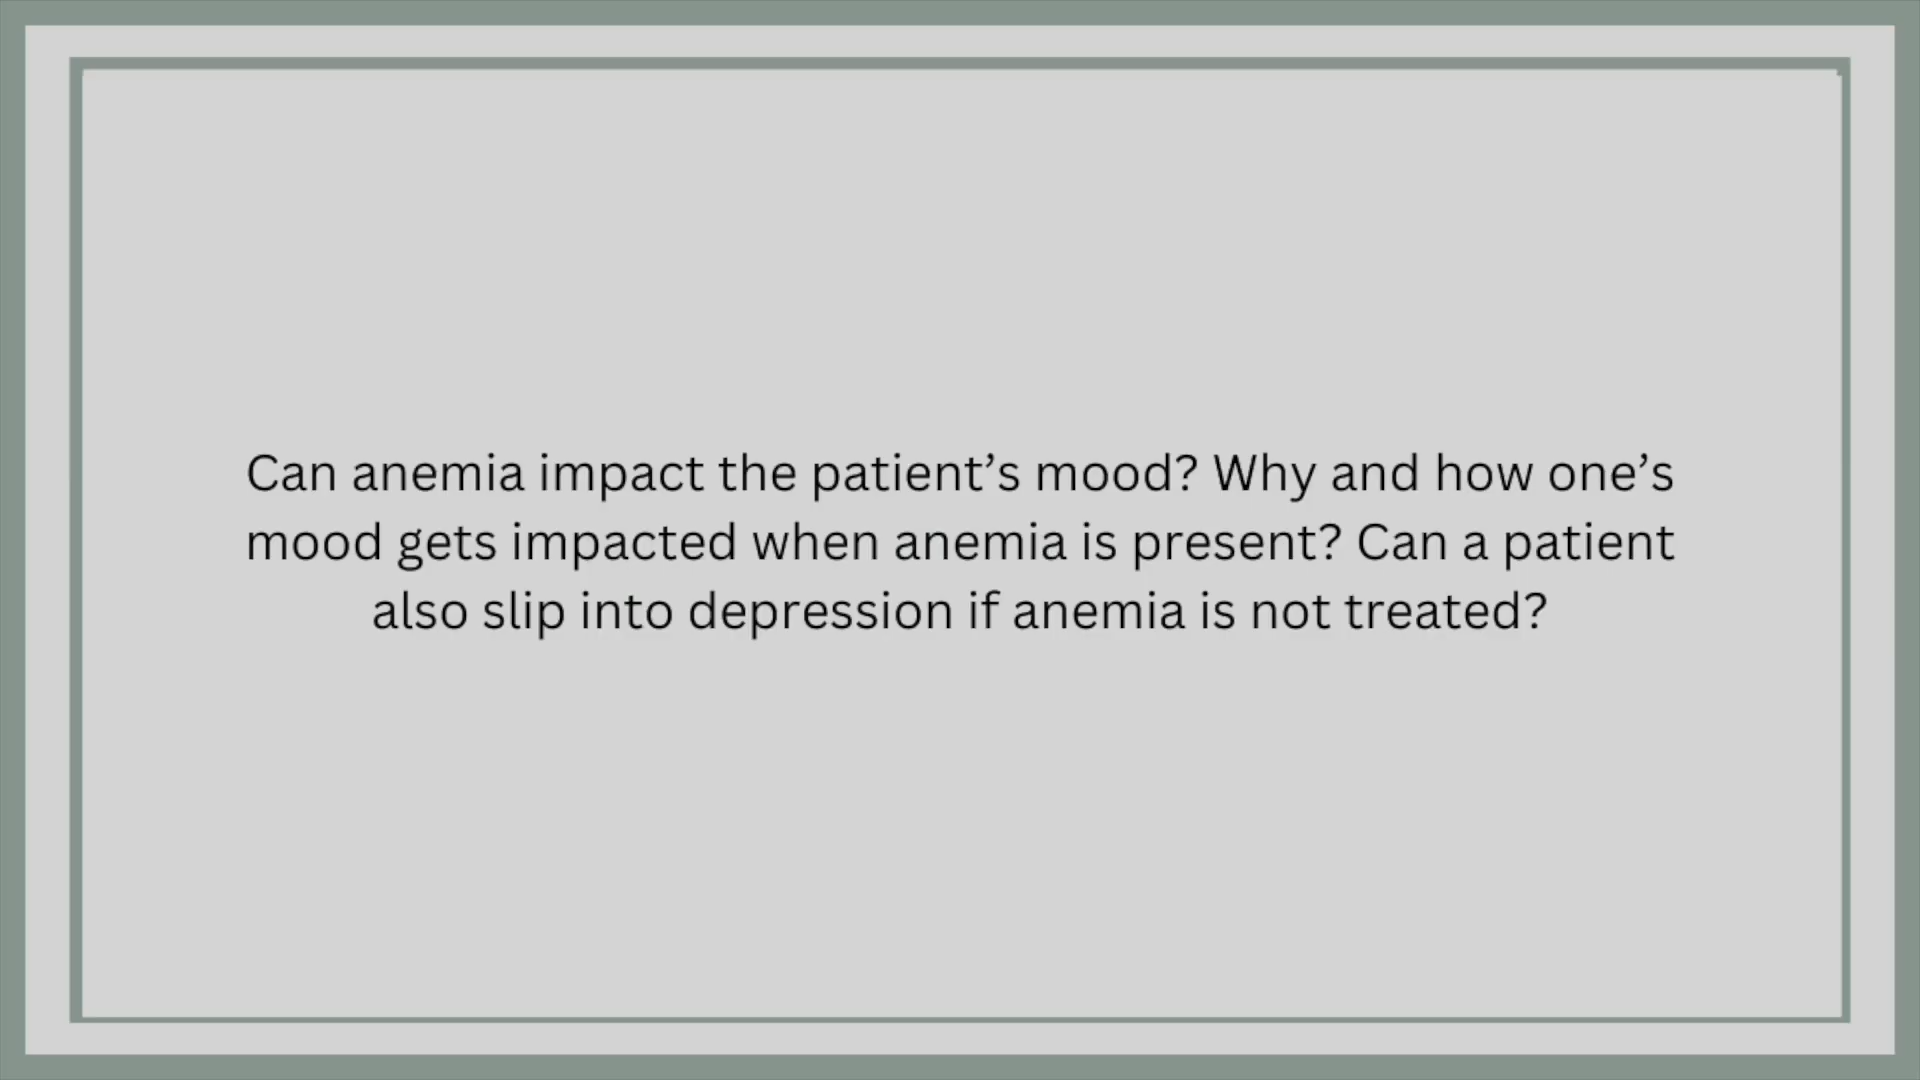 Can anemia impact the patient’s mood? Why and how one’s
mood gets impacted when anemia is present? Can a patient
also slip into depression if anemia is not treated?